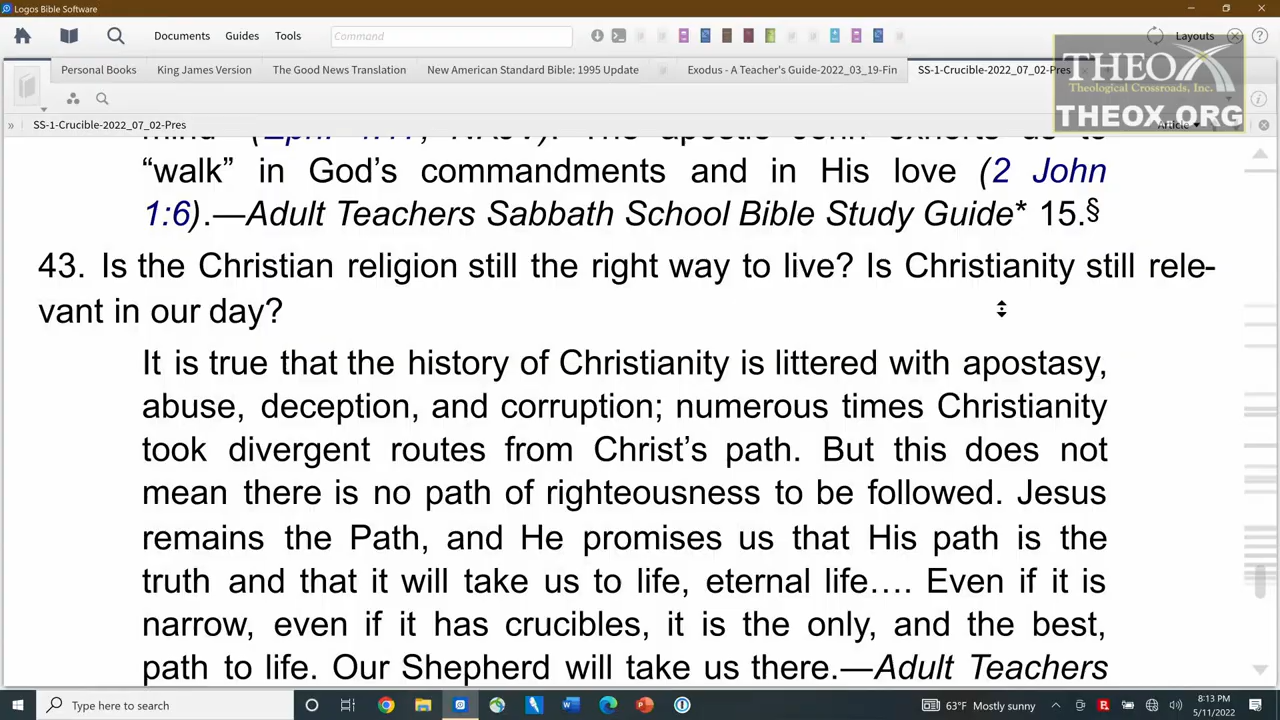 Logos Bible Software
Documents Guides Tools Command Layouts
Personal Books King James Version The Good News New American Standard Bible: 1995 Update Exodus - A Teacher's Guide-2022_03_19-Fin SS-1-Crucible-2022_07_02-Pres
THEOX
Theological Crossroads, Inc.
THEOX.ORG
SS-1-Crucible-2022_07_02-Pres
“walk” in God’s commandments and in His love (2 John
1:6).—Adult Teachers Sabbath School Bible Study Guide* 15.§
43. Is the Christian religion still the right way to live? Is Christianity still rele-
vant in our day?
It is true that the history of Christianity is littered with apostasy,
abuse, deception, and corruption; numerous times Christianity
took divergent routes from Christ’s path. But this does not
mean there is no path of righteousness to be followed. Jesus
remains the Path, and He promises us that His path is the
truth and that it will take us to life, eternal life…. Even if it is
narrow, even if it has crucibles, it is the only, and the best,
path to life. Our Shepherd will take us there.—Adult Teachers
Type here to search
63°F Mostly sunny
8:13 PM
5/11/2022